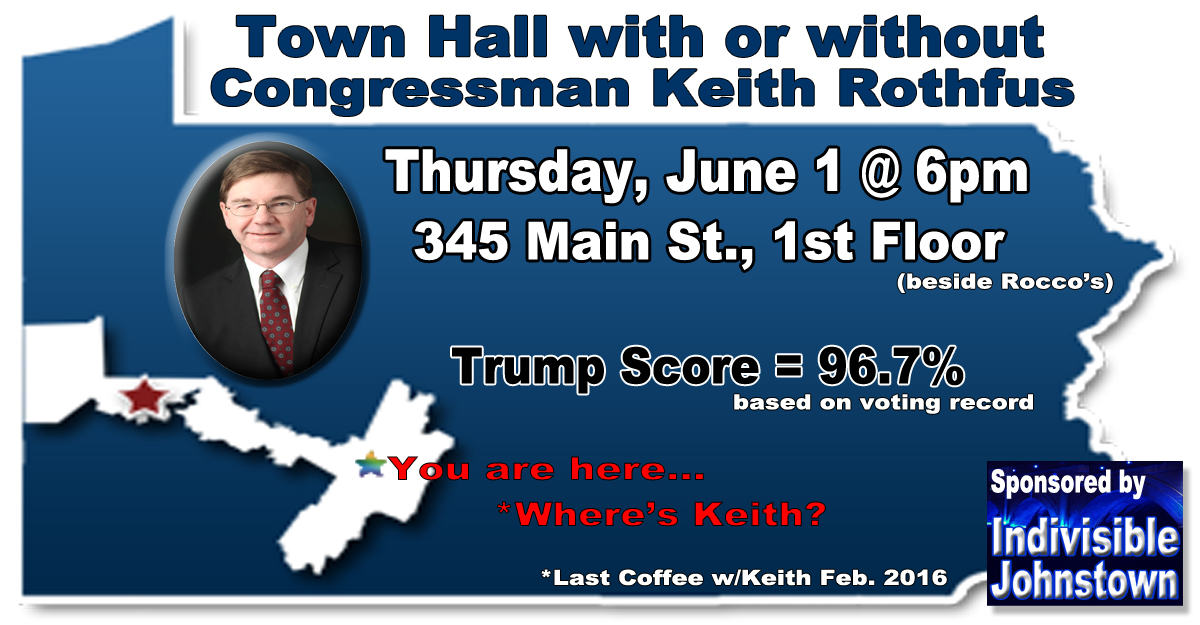 Town Hall with or without
Congressman Keith Rothfus
Thursday, June 1 @ 6pm
345 Main St., 1st Floor
(beside Rocco's)
Trump Score = 96.7%
based on voting record
You are here...
*Where's Keith?
*Last Coffee w/Keith Feb. 2016
Sponsored by
Indivisible
Johnstown